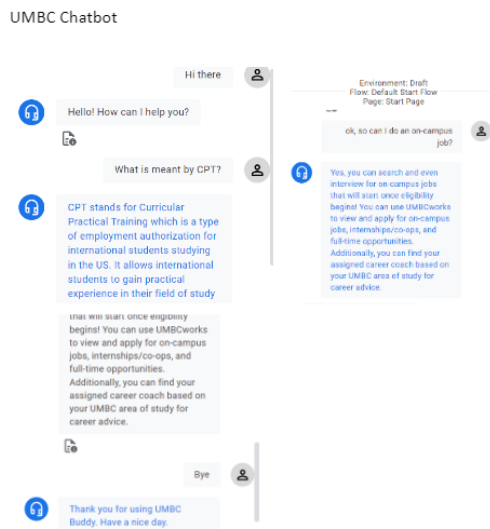 UMBC Chatbot
Hi there
Hello! How can I help you?
What is meant by CPT?
CPT stands for Curricular
Practical Training which is a type
of employment authorization for
international students studying
in the US. It allows international
students to gain practical
experience in their field of study
that will start once eligibility
begins! You can use UMBCworks
to view and apply for on-campus
jobs, internships/co-ops, and
full-time opportunities.
Additionally, you can find your
assigned career coach based on
your UMBC area of study for
career advice.
Bye
Thank you for using UMBC
Buddy. Have a nice day.
Environment: Draft
Flow: Default Start Flow
Page: Start Page
ok, so can I do an on-campus
job?
Yes, you can search and even
interview for on campus jobs
that will start once eligibility
begins! You can use UMBCworks
to view and apply for on-campus
jobs, internships/co-ops, and
full-time opportunities.
Additionally, you can find your
assigned career coach based on
your UMBC area of study for
career advice.